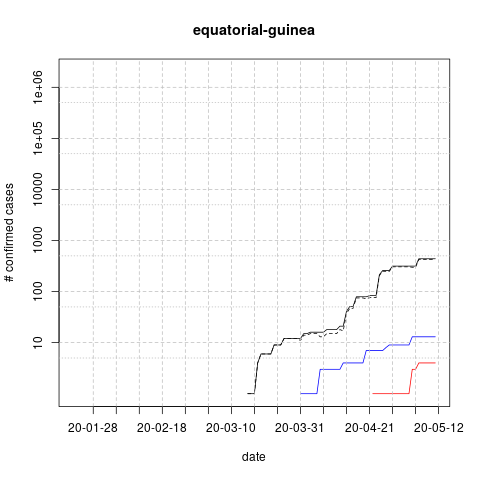 equatorial-guinea
# confirmed cases
1e+06
1e+05
10000
1000
100
10
20-01-28 20-02-18 20-03-10 20-03-31 20-04-21 20-05-12
date